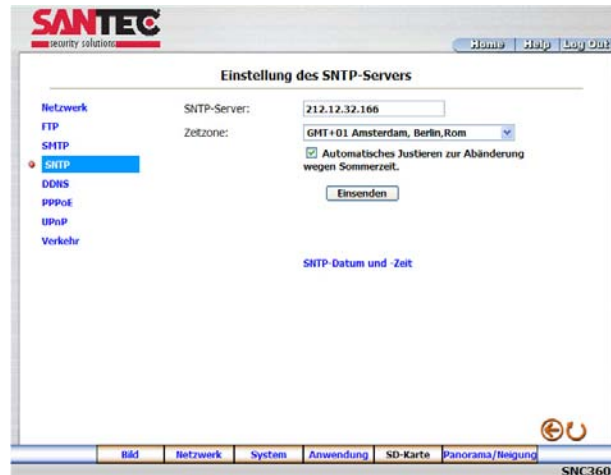 SANTEC
security solutions
Home | Help | Log Out
Einstellung des SNTP-Servers
Netzwerk
FTP
SMTP
SNTP
DDNS
PPPoE
UPnP
Verkehr
SNTP-Server: 212.12.32.166
Zeitzone: GMT+01 Amsterdam, Berlin,Rom
Automatisches Justieren zur Abänderung
wegen Sommerzeit.
Einsenden
SNTP-Datum und -Zeit
Bild Netzwerk System Anwendung SD-Karte Panorama/Neigung
SNC360